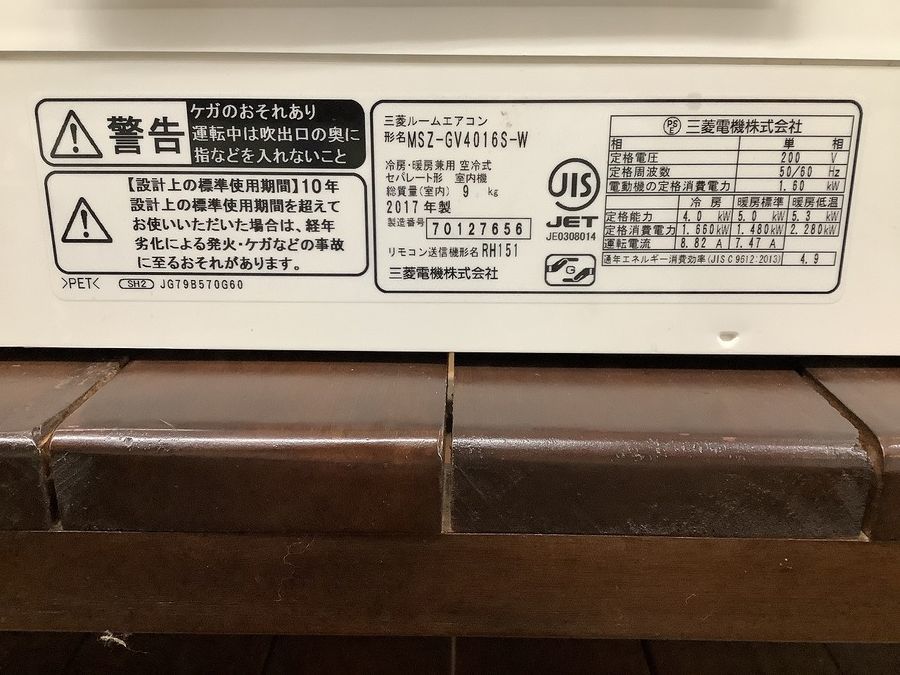 警告
ケガのおそれあり
運転中は吹出口の奥に
指などを入れないこと
【設計上の標準使用期間】10年
設計上の標準使用期間を超えて
お使いいただいた場合は、経年
劣化による発火・ケガなどの事故
に至るおそれがあります。
>PET<
SH2 JG79B570G60
三菱ルームエアコン
形名 MSZ-GV4016S-W
冷房・暖房兼用 空冷式
セパレート形 室内機
総質量(室内) 9 kg
2017年製
製造番号 70127656
リモコン送信機形名 RH151
三菱電機株式会社
JIS
JET
JE0308014
G
PSE 三菱電機株式会社
相 単 相
定格電圧 200 V
定格周波数 50/60 Hz
電動機の定格消費電力 1.60 kW
冷房 暖房標準 暖房低温
定格能力 4.0 kW 5.0 kW 5.3 kW
定格消費電力 1.660kW 1.480kW 2.280kW
運転電流 8.82 A 7.47 A
通年エネルギー消費効率(JIS C 9612:2013) 4.9